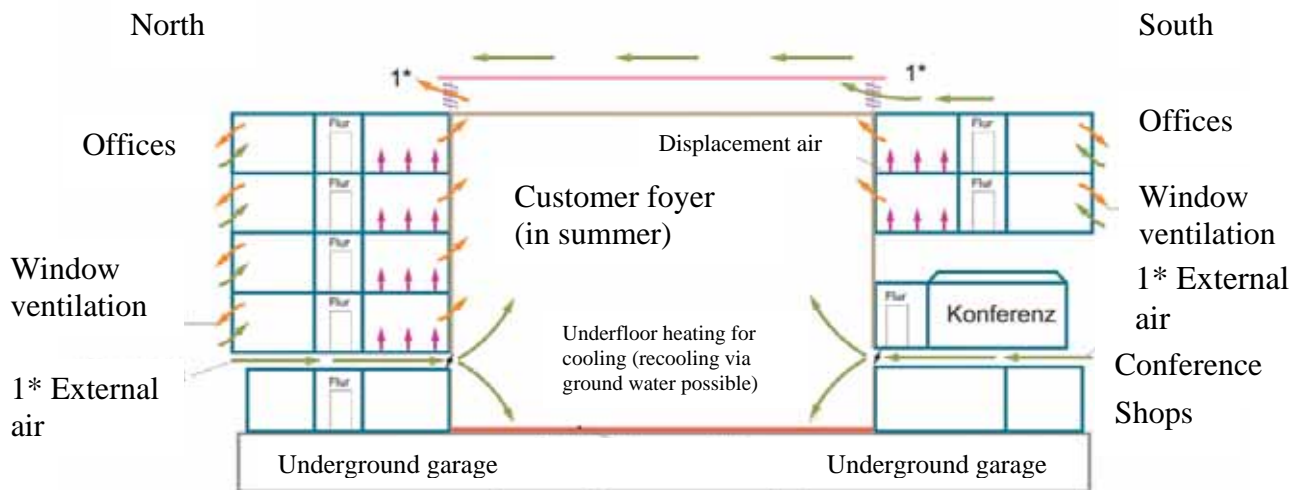 North
South
1*
1*
Flur
Flur
Offices
Displacement air
Offices
Flur
Flur
Customer foyer
(in summer)
Window
ventilation
Flur
Window
ventilation
1* External
air
Flur
Flur
Konferenz
Underfloor heating for
cooling (recooling via
ground water possible)
Conference
1* External
air
Flur
Shops
Underground garage
Underground garage